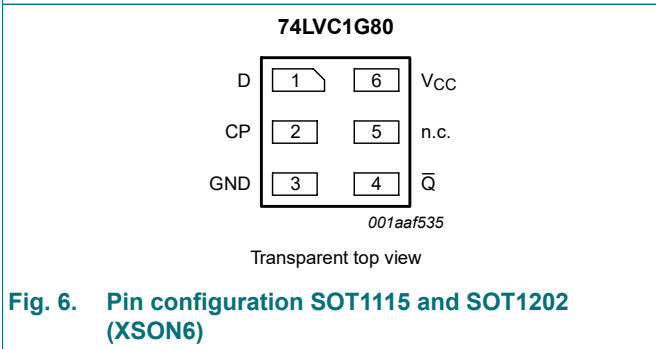 74LVC1G80
D 1 6 VCC
CP 2 5 n.c.
GND 3 4 Q̅
001aaf535
Transparent top view
Fig. 6. Pin configuration SOT1115 and SOT1202
(XSON6)